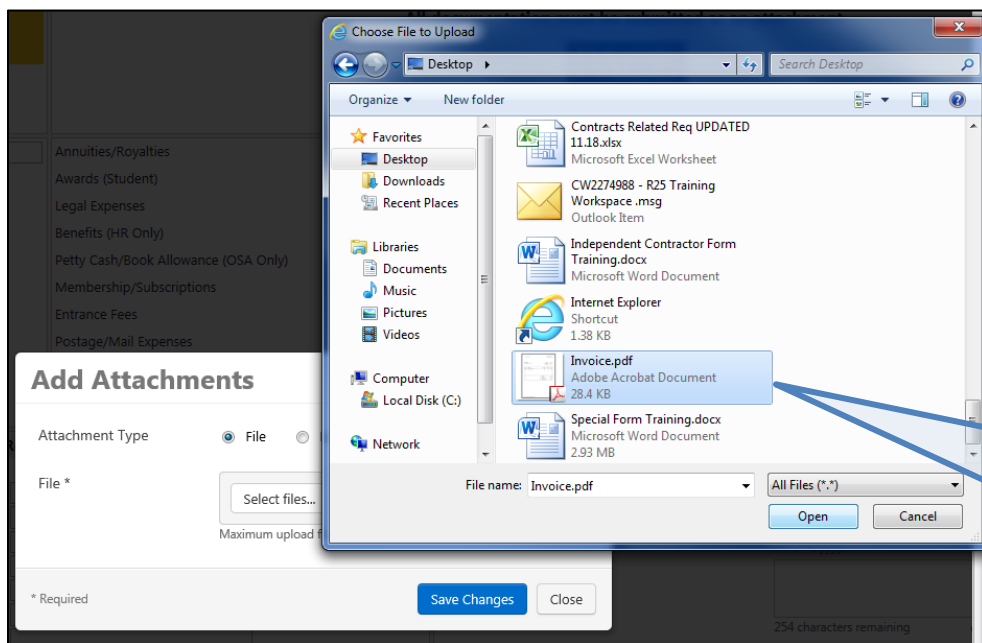 Choose File to Upload
Desktop
Search Desktop
Organize New folder
Favorites
Desktop
Downloads
Recent Places
Libraries
Documents
Music
Pictures
Videos
Computer
Local Disk (C:)
Network
Contracts Related Req UPDATED
11.18.xlsx
Microsoft Excel Worksheet
CW2274988 - R25 Training
Workspace .msg
Outlook Item
Independent Contractor Form
Training.docx
Microsoft Word Document
Internet Explorer
Shortcut
1.38 KB
Invoice.pdf
Adobe Acrobat Document
28.4 KB
Special Form Training.docx
Microsoft Word Document
2.93 MB
File name: Invoice.pdf All Files (*.*)
Open Cancel
Annuities/Royalties
Awards (Student)
Legal Expenses
Benefits (HR Only)
Petty Cash/Book Allowance (OSA Only)
Membership/Subscriptions
Entrance Fees
Postage/Mail Expenses
Add Attachments
Attachment Type File
File *
Select files...
Maximum upload
* Required Save Changes Close
254 characters remaining